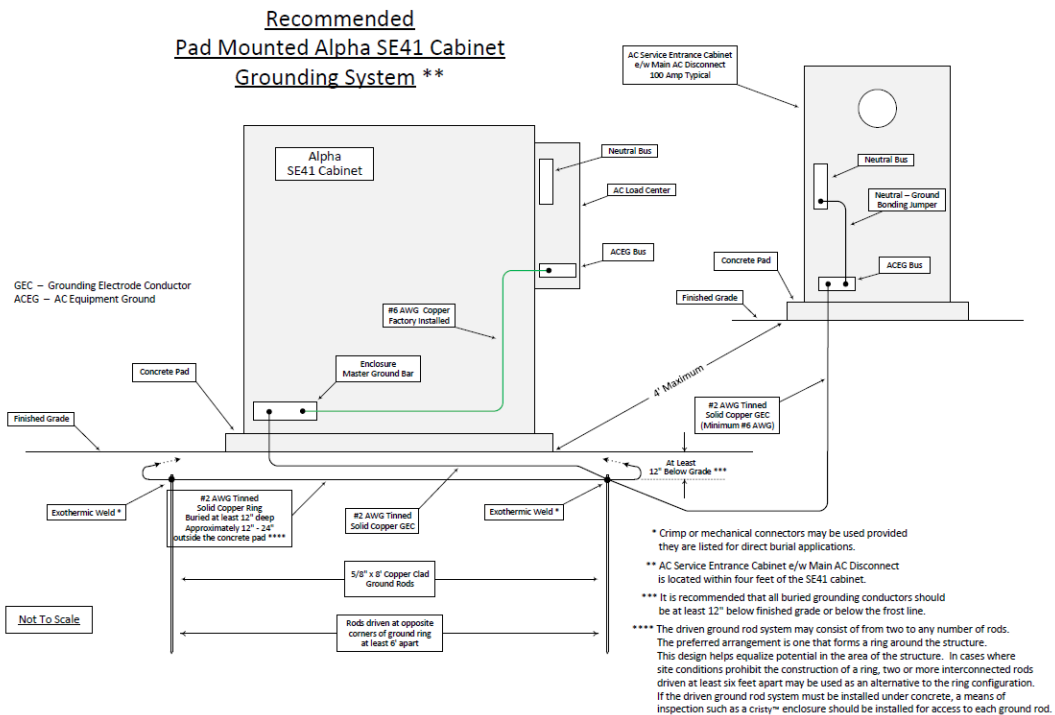 Recommended
Pad Mounted Alpha SE41 Cabinet
Grounding System **
AC Service Entrance Cabinet
e/w Main AC Disconnect
100 Amp Typical
Alpha
SE41 Cabinet
Neutral Bus
AC Load Center
ACEG Bus
Neutral Bus
Neutral – Ground
Bonding Jumper
ACEG Bus
Concrete Pad
Finished Grade
GEC – Grounding Electrode Conductor
ACEG – AC Equipment Ground
#6 AWG Copper
Factory Installed
Enclosure
Master Ground Bar
Concrete Pad
Finished Grade
4' Maximum
#2 AWG Tinned
Solid Copper GEC
(Minimum #6 AWG)
At Least
12" Below Grade ***
Exothermic Weld *
#2 AWG Tinned
Solid Copper Ring
Buried at least 12" deep
Approximately 12" - 24"
outside the concrete pad ****
#2 AWG Tinned
Solid Copper GEC
Exothermic Weld *
5/8" x 8' Copper Clad
Ground Rods
Rods driven at opposite
corners of ground ring
at least 6' apart
Not To Scale
* Crimp or mechanical connectors may be used provided
they are listed for direct burial applications.
** AC Service Entrance Cabinet e/w Main AC Disconnect
is located within four feet of the SE41 cabinet.
*** It is recommended that all buried grounding conductors should
be at least 12" below finished grade or below the frost line.
**** The driven ground rod system may consist of from two to any number of rods.
The preferred arrangement is one that forms a ring around the structure.
This design helps equalize potential in the area of the structure. In cases where
site conditions prohibit the construction of a ring, two or more interconnected rods
driven at least six feet apart may be used as an alternative to the ring configuration.
If the driven ground rod system must be installed under concrete, a means of
inspection such as a Cristy™ enclosure should be installed for access to each ground rod.